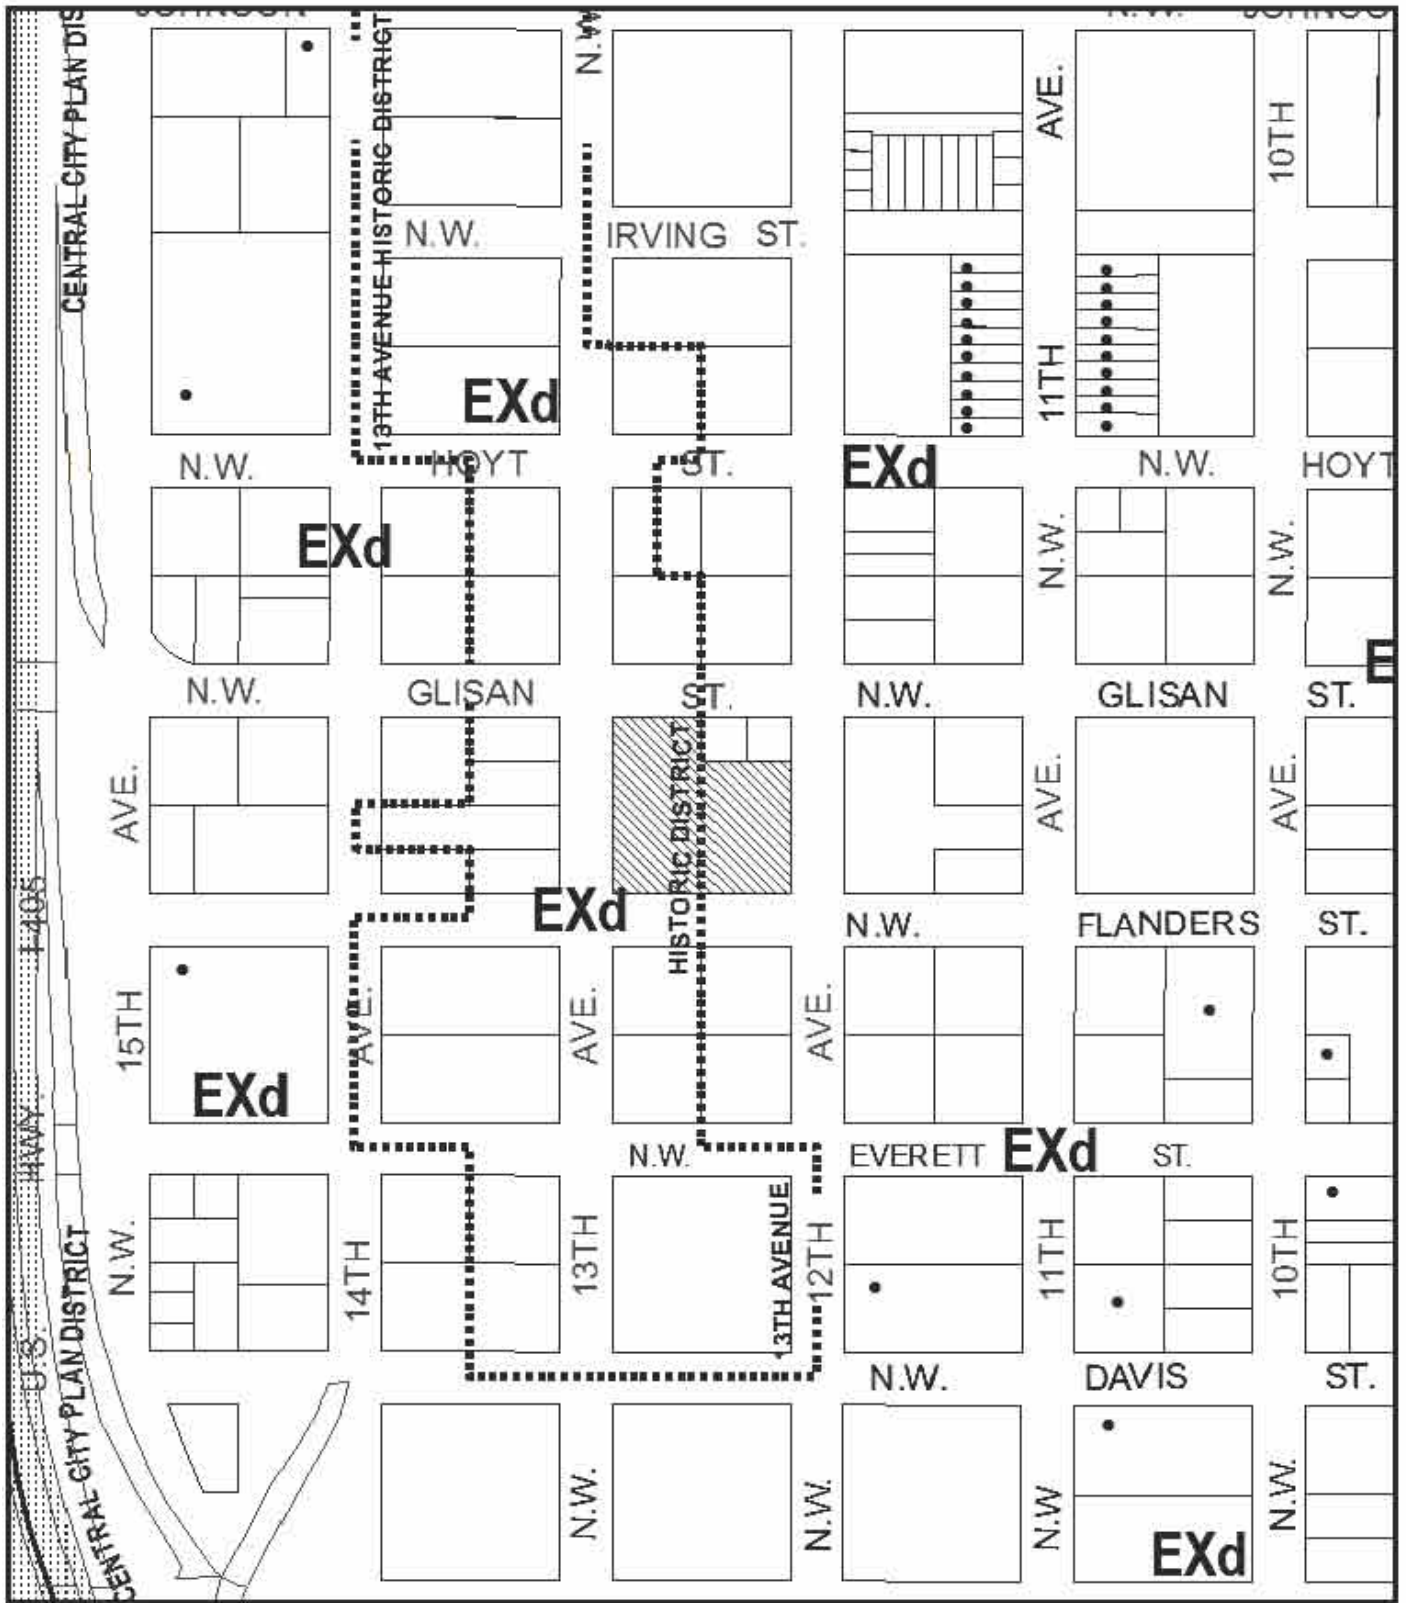 JOHNSON
N.W.
JOHNSO
CENTRAL CITY PLAN DIS
13TH AVENUE HISTORIC DISTRICT
N.W
AVE.
10TH
N.W.
IRVING ST.
EXd
11TH
N.W.
HOYT
ST.
EXd
N.W.
HOYT
EXd
N.W.
N.W.
E
N.W.
GLISAN
ST.
N.W.
GLISAN
ST.
AVE.
HISTORIC DISTRICT
AVE.
AVE.
I-405
EXd
N.W.
FLANDERS
ST.
15TH
AVE.
AVE.
AVE.
EXd
HWY.
N.W.
EVERETT
EXd
ST.
N.W.
14TH
13TH
13TH AVENUE
12TH
11TH
10TH
U.S.
CENTRAL CITY PLAN DISTRICT
N.W.
DAVIS
ST.
N.W.
N.W.
N.W
N.W.
EXd